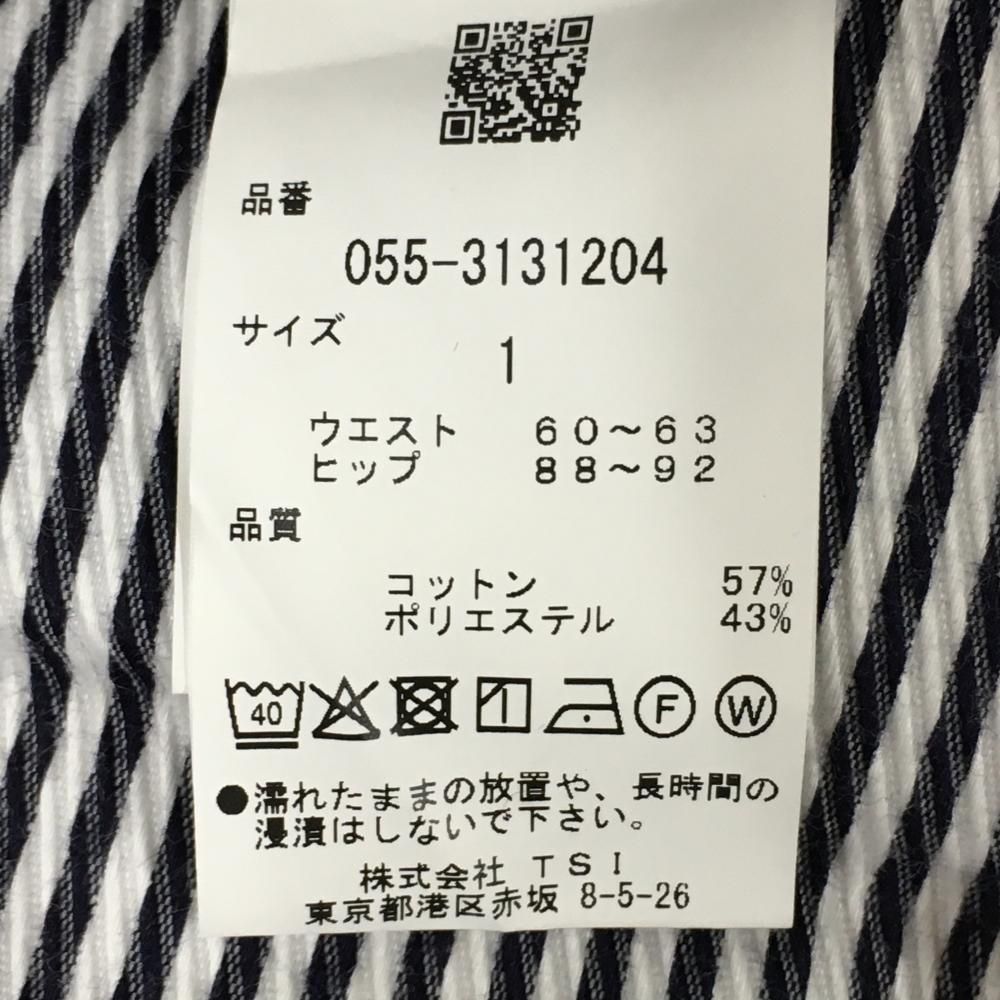 品番
055-3131204
サイズ
1
ウエスト 60～63
ヒップ 88～92
品質
コットン 57%
ポリエステル 43%
40 F W
●濡れたままの放置や、長時間の
浸漬はしないで下さい。
株式会社 TSI
東京都港区赤坂 8-5-26